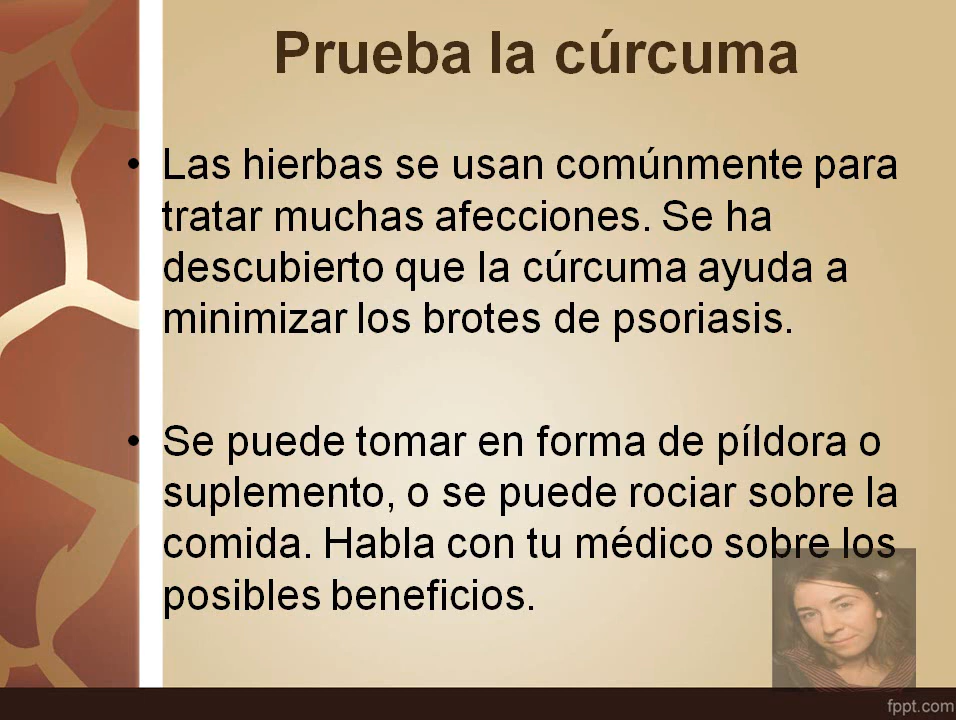 Prueba la cúrcuma
• Las hierbas se usan comúnmente para
tratar muchas afecciones. Se ha
descubierto que la cúrcuma ayuda a
minimizar los brotes de psoriasis.
• Se puede tomar en forma de píldora o
suplemento, o se puede rociar sobre la
comida. Habla con tu médico sobre los
posibles beneficios.
fppt.com